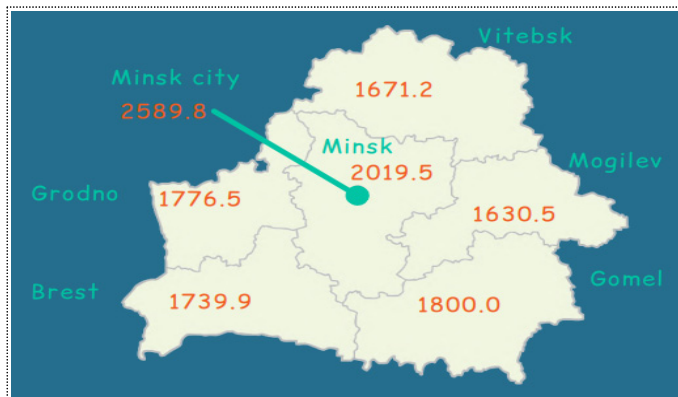 Vitebsk
Minsk city
2589.8
1671.2
Minsk
2019.5
Mogilev
1630.5
Grodno
1776.5
Brest
1739.9
Gomel
1800.0